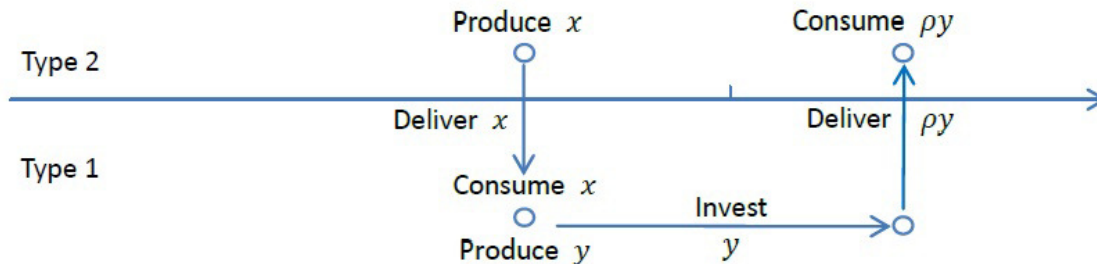 Produce x
Consume ρy
Type 2
Deliver x
Deliver ρy
Type 1
Consume x
Invest
Produce y
y